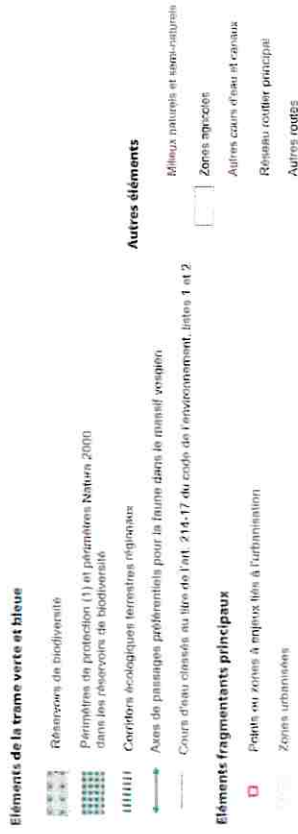 Eléments de la trame verte et bleue
Réservoirs de biodiversité
Périmètres de protection (1) et périmètres Natura 2000
dans les réservoirs de biodiversité
Corridors écologiques terrestres régionaux
Axes de passages préférentiels pour la faune dans le massif vosgien
Cours d'eau classés au titre de l'art. 214-17 du code de l'environnement, listes 1 et 2
Eléments fragmentants principaux
Points ou zones à enjeux liés à l'urbanisation
Zones urbanisées
Autres éléments
Milieux naturels et semi-naturels
Zones agricoles
Autres cours d'eau et canaux
Réseau routier principal
Autres routes